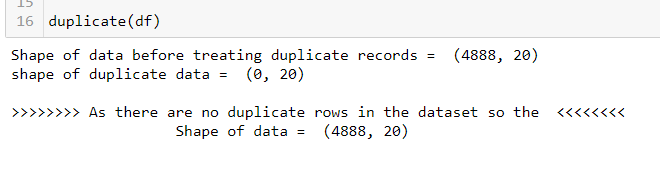 15
16 duplicate(df)
Shape of data before treating duplicate records =  (4888, 20)
shape of duplicate data =  (0, 20)
>>>>>>>> As there are no duplicate rows in the dataset so the  <<<<<<<<
Shape of data =  (4888, 20)